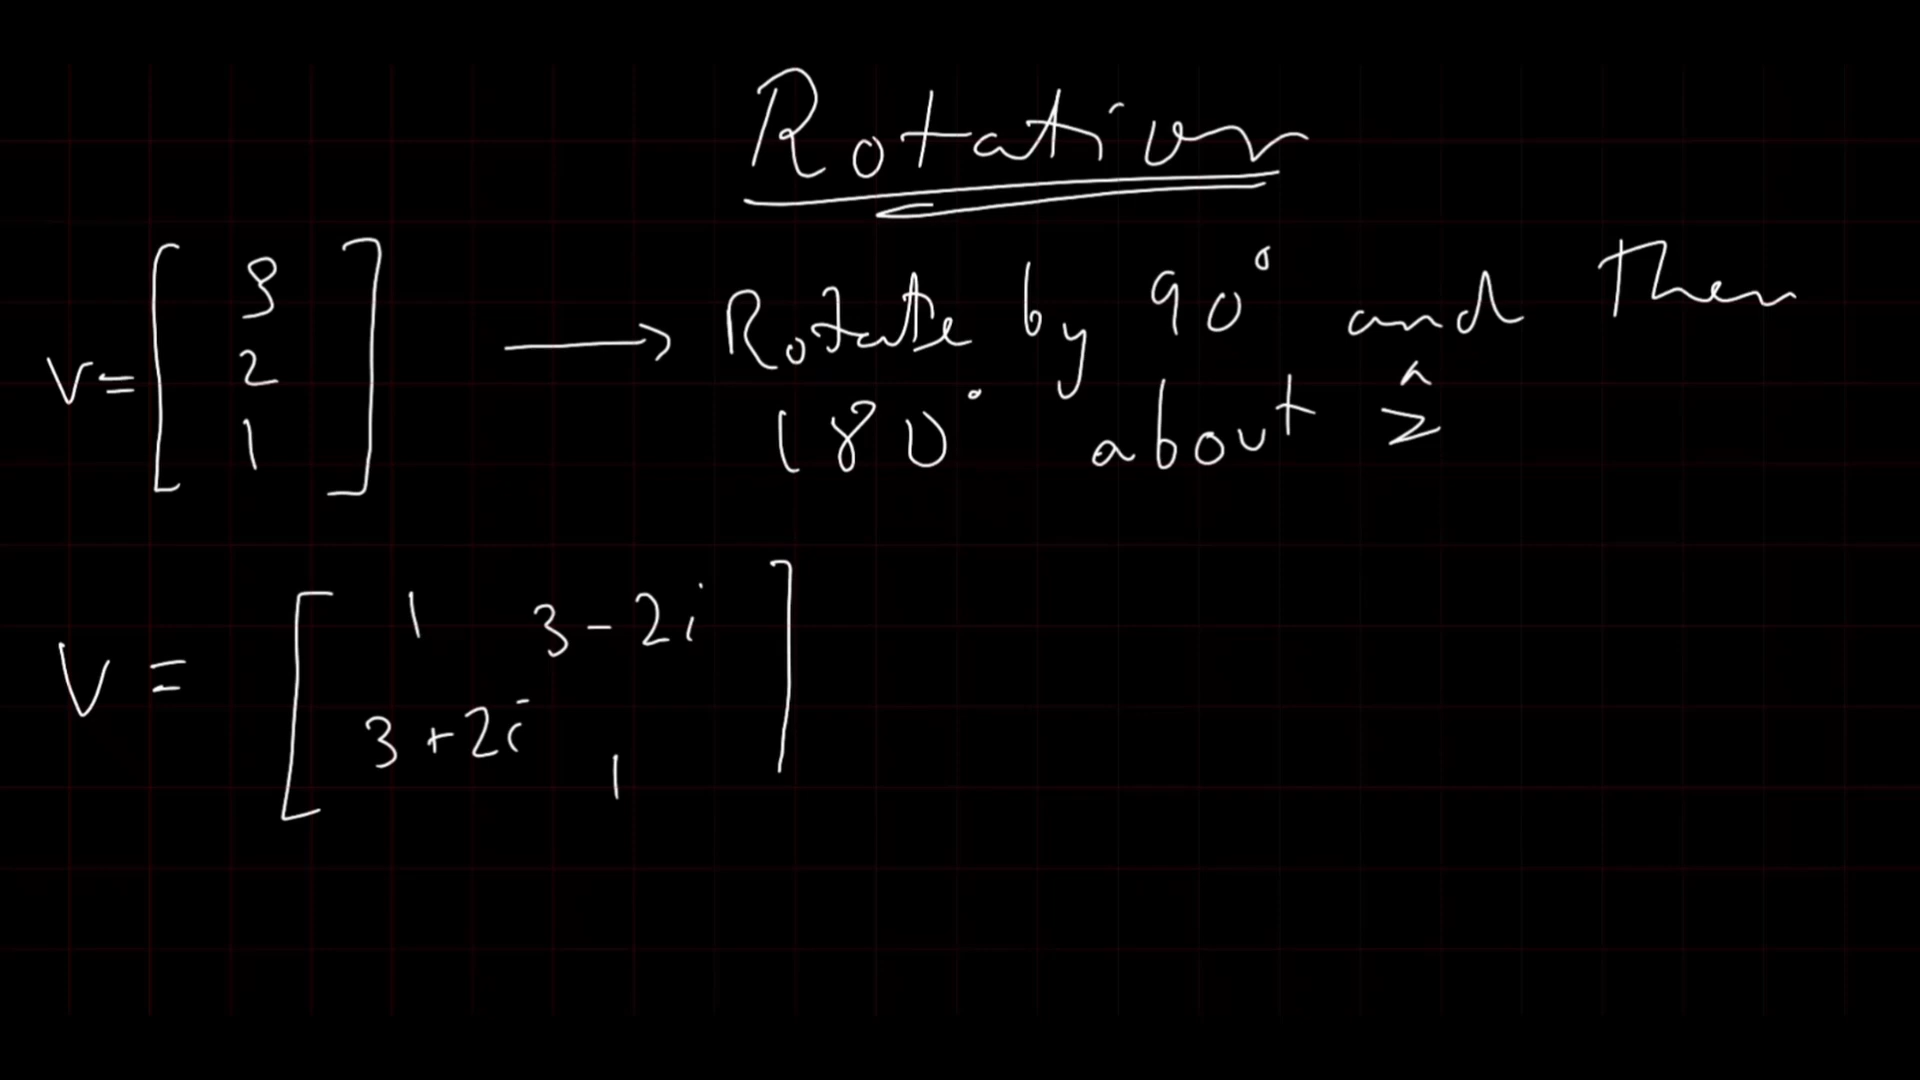 Rotation
v = [ 3 2 1 ] → Rotate by 90° and then
180° about ẑ
V = [ 1 3-2i
3+2i 1 ]